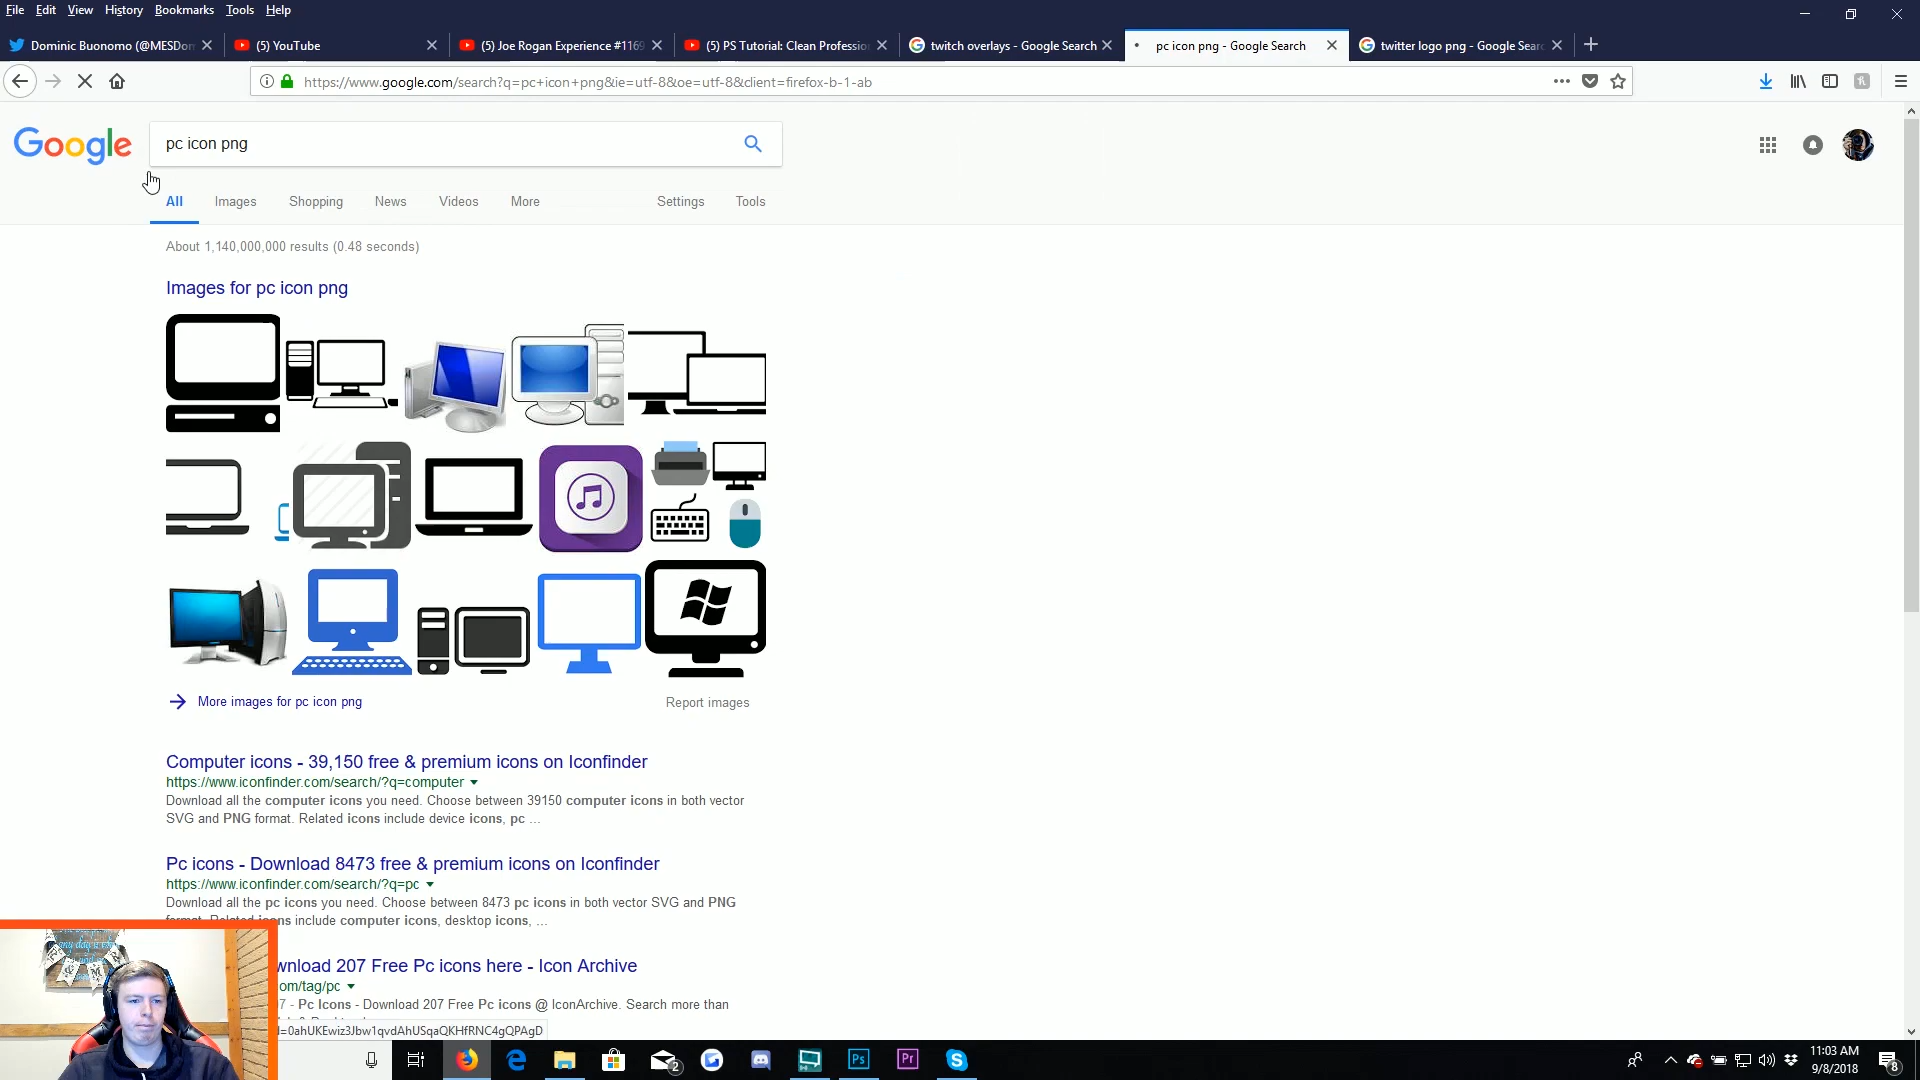 File Edit View History Bookmarks Tools Help
Dominic Buonomo (@MESDom
(5) YouTube
(5) Joe Rogan Experience #1169
(5) PS Tutorial: Clean Professio
twitch overlays - Google Search
pc icon png - Google Search
twitter logo png - Google Sear
https://www.google.com/search?q=pc+icon+png&ie=utf-8&oe=utf-8&client=firefox-b-1-ab
Google
pc icon png
All Images Shopping News Videos More Settings Tools
About 1,140,000,000 results (0.48 seconds)
Images for pc icon png
More images for pc icon png
Report images
Computer icons - 39,150 free & premium icons on Iconfinder
https://www.iconfinder.com/search/?q=computer
Download all the computer icons you need. Choose between 39150 computer icons in both vector
SVG and PNG format. Related icons include device icons, pc ...
Pc icons - Download 8473 free & premium icons on Iconfinder
https://www.iconfinder.com/search/?q=pc
Download all the pc icons you need. Choose between 8473 pc icons in both vector SVG and PNG
format. Related icons include computer icons, desktop icons, ...
wnload 207 Free Pc icons here - Icon Archive
om/tag/pc
7 - Pc Icons - Download 207 Free Pc icons @ IconArchive. Search more than
=0ahUKEwiz3Jbw1qvdAhUSqaQKHfRNC4gQPAgD
any day
2
Ps
Pr
11:03 AM
9/8/2018
8